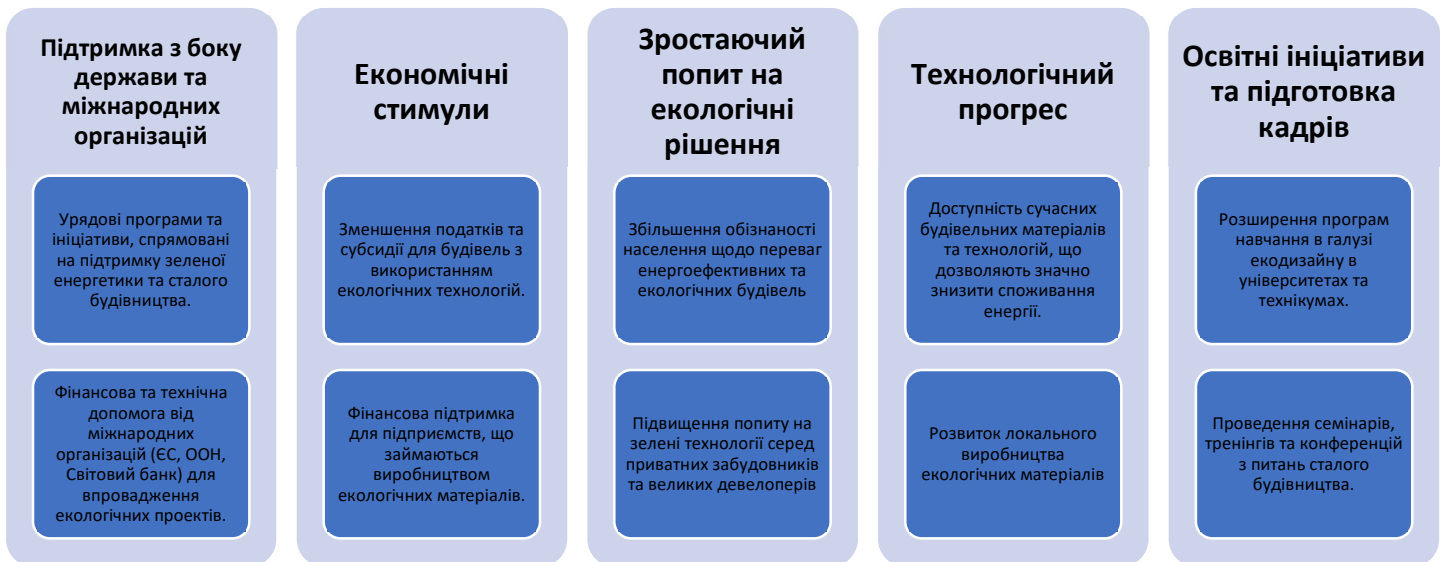 Підтримка з боку
держави та
міжнародних
організацій
Урядові програми та
ініціативи, спрямовані
на підтримку зеленої
енергетики та сталого
будівництва.
Фінансова та технічна
допомога від
міжнародних
організацій (ЄС, ООН,
Світовий банк) для
впровадження
екологічних проектів.
Економічні
стимули
Зменшення податків та
субсидії для будівель з
використанням
екологічних технологій.
Фінансова підтримка
для підприємств, що
займаються
виробництвом
екологічних матеріалів.
Зростаючий
попит на
екологічні
рішення
Збільшення обізнаності
населення щодо переваг
енергоефективних та
екологічних будівель
Підвищення попиту на
зелені технології серед
приватних забудовників
та великих девелоперів
Технологічний
прогрес
Доступність сучасних
будівельних матеріалів
та технологій, що
дозволяють значно
знизити споживання
енергії.
Розвиток локального
виробництва
екологічних матеріалів
Освітні ініціативи
та підготовка
кадрів
Розширення програм
навчання в галузі
екодизайну в
університетах та
технікумах.
Проведення семінарів,
тренінгів та конференцій
з питань сталого
будівництва.